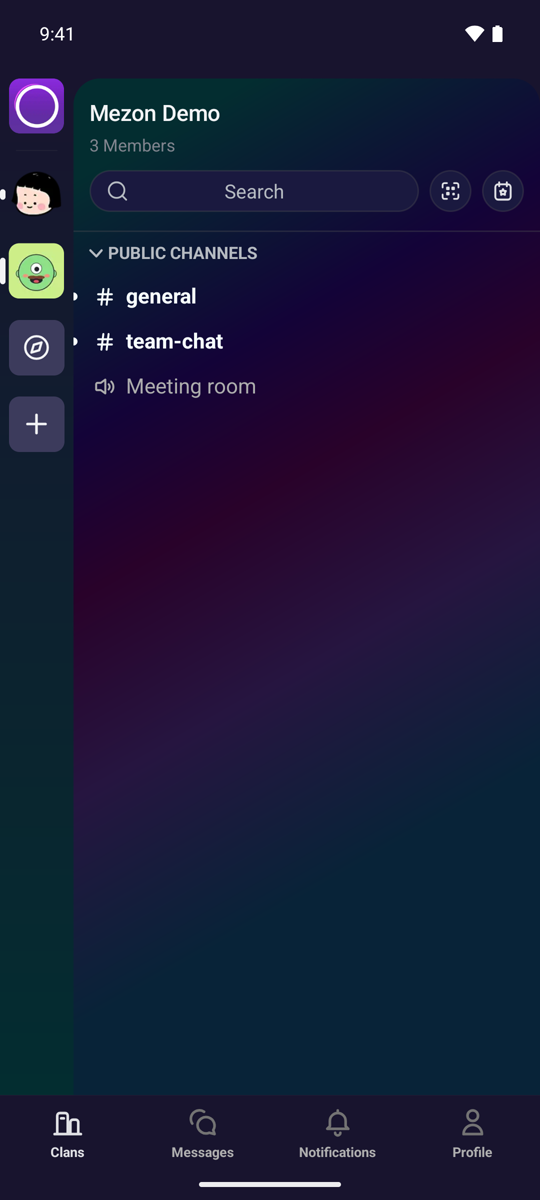 9:41
Mezon Demo
3 Members
Search
PUBLIC CHANNELS
# general
# team-chat
Meeting room
Clans
Messages
Notifications
Profile